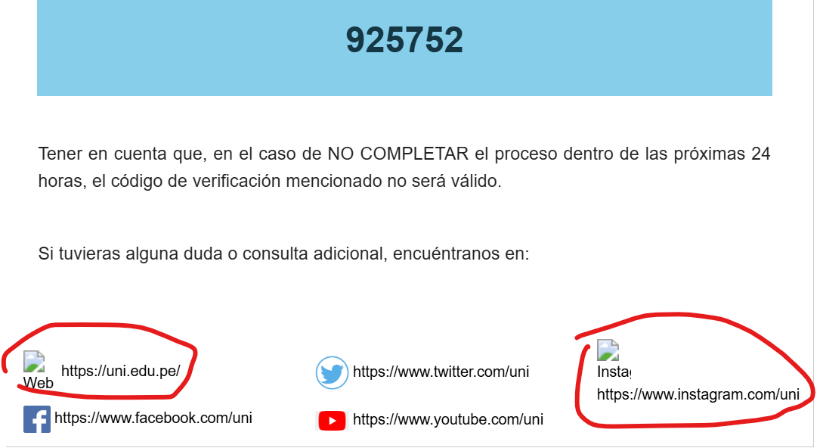 925752
Tener en cuenta que, en el caso de NO COMPLETAR el proceso dentro de las próximas 24
horas, el código de verificación mencionado no será válido.
Si tuvieras alguna duda o consulta adicional, encuéntranos en:
Web https://uni.edu.pe/
https://www.twitter.com/uni
Insta
https://www.instagram.com/uni
https://www.facebook.com/uni
https://www.youtube.com/uni